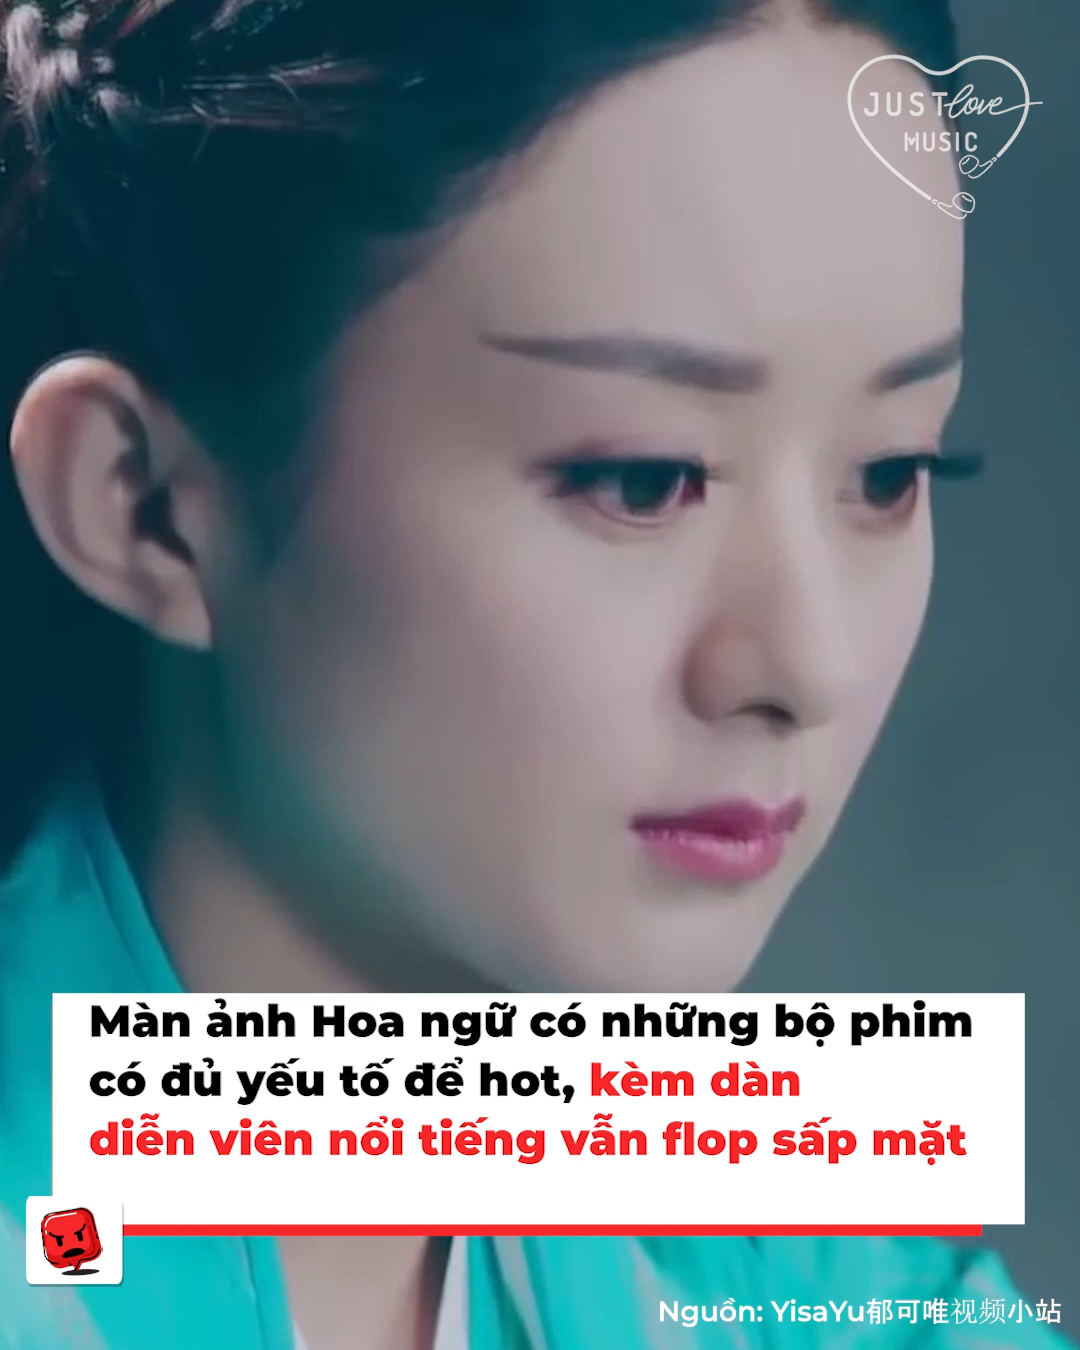 JUST love
MUSIC
Màn ảnh Hoa ngữ có những bộ phim
có đủ yếu tố để hot, kèm dàn
diễn viên nổi tiếng vẫn flop sấp mặt
Nguồn: YisaYu郁可唯视频小站